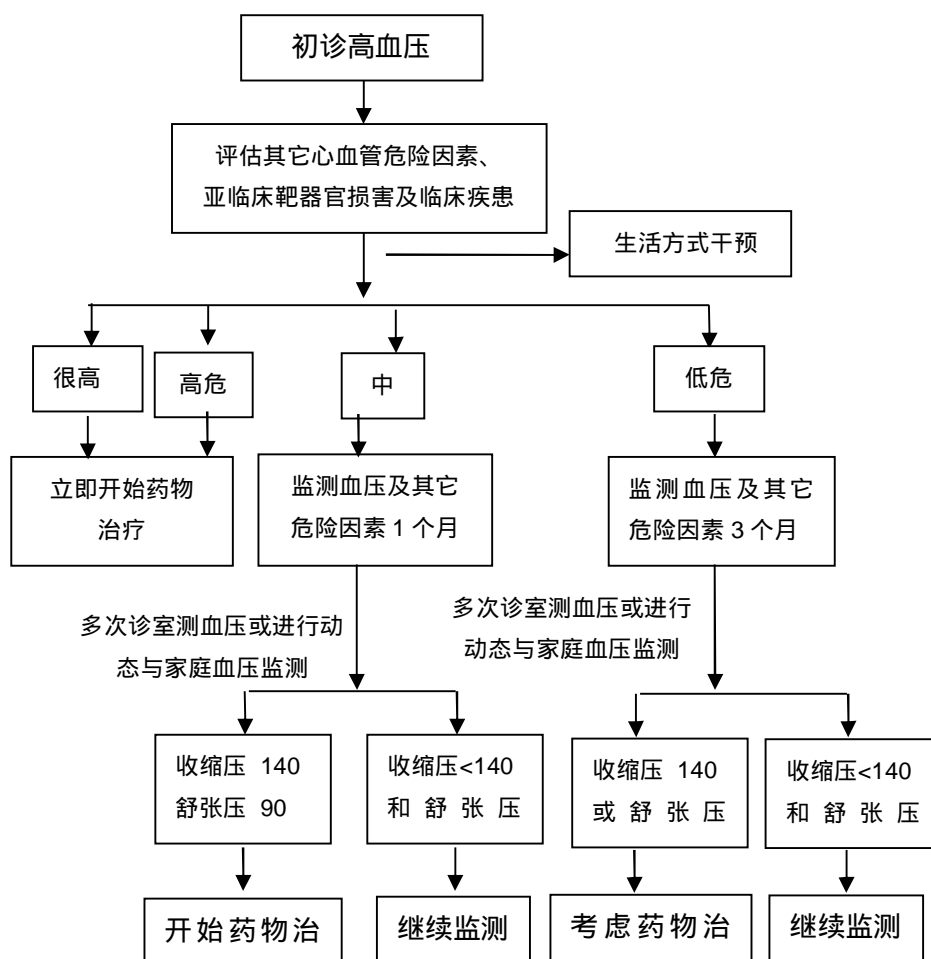 初诊高血压
评估其它心血管危险因素、
亚临床靶器官损害及临床疾患
生活方式干预
很高
高危
中
低危
立即开始药物
治疗
监测血压及其它
危险因素 1 个月
监测血压及其它
危险因素 3 个月
多次诊室测血压或进行动
态与家庭血压监测
多次诊室测血压或进行
动态与家庭血压监测
收缩压 140
舒张压 90
收缩压<140
和舒张压
收缩压 140
或舒张压
收缩压<140
和舒张压
开始药物治
继续监测
考虑药物治
继续监测